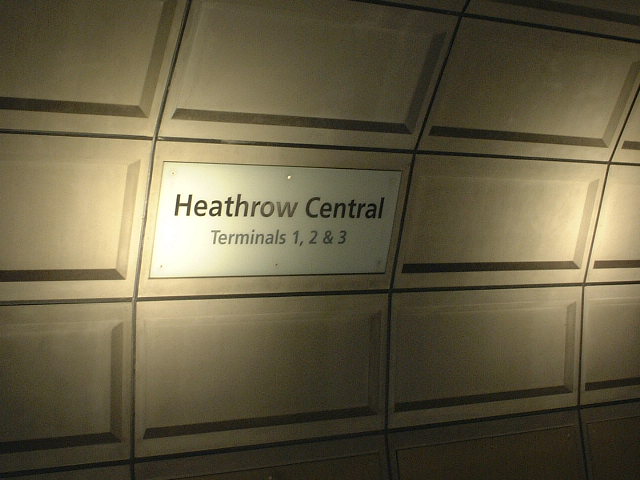 Heathrow Central
Terminals 1, 2 & 3